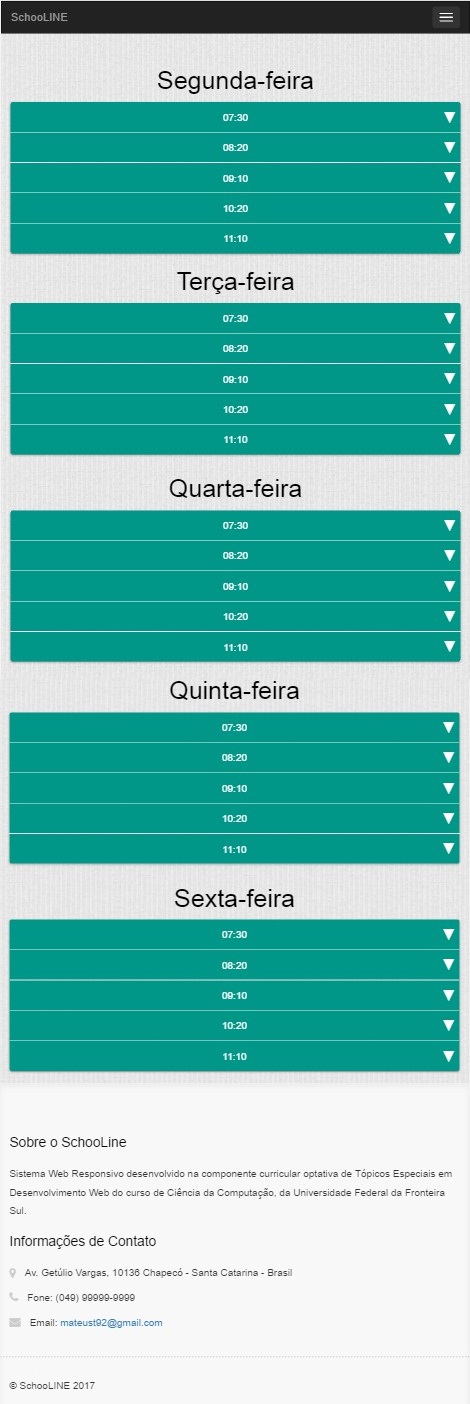 SchooLINE
Segunda-feira
07:30
08:20
09:10
10:20
11:10
Terça-feira
07:30
08:20
09:10
10:20
11:10
Quarta-feira
07:30
08:20
09:10
10:20
11:10
Quinta-feira
07:30
08:20
09:10
10:20
11:10
Sexta-feira
07:30
08:20
09:10
10:20
11:10
Sobre o SchooLine
Sistema Web Responsivo desenvolvido na componente curricular optativa de Tópicos Especiais em
Desenvolvimento Web do curso de Ciência da Computação, da Universidade Federal da Fronteira
Sul.
Informações de Contato
Av. Getúlio Vargas, 10136 Chapecó - Santa Catarina - Brasil
Fone: (049) 99999-9999
Email: mateust92@gmail.com
© SchooLINE 2017